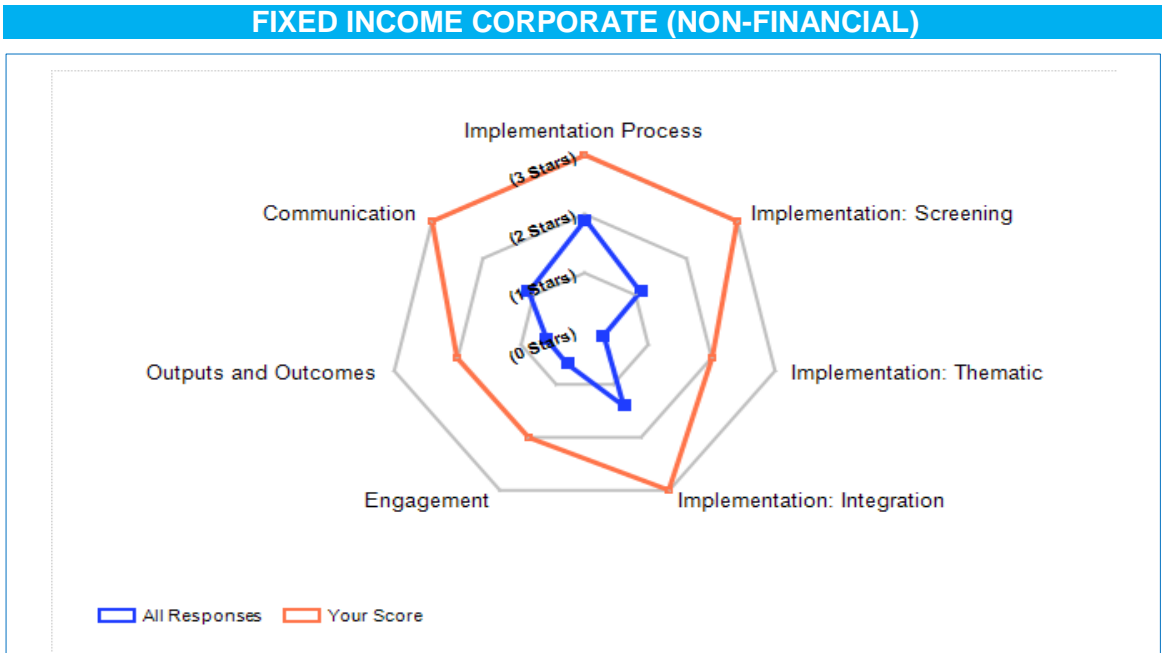 FIXED INCOME CORPORATE (NON-FINANCIAL)
Implementation Process
(3 Stars)
Communication
Implementation: Screening
(2 Stars)
(1 Stars)
(0 Stars)
Outputs and Outcomes
Implementation: Thematic
Engagement
Implementation: Integration
All Responses
Your Score